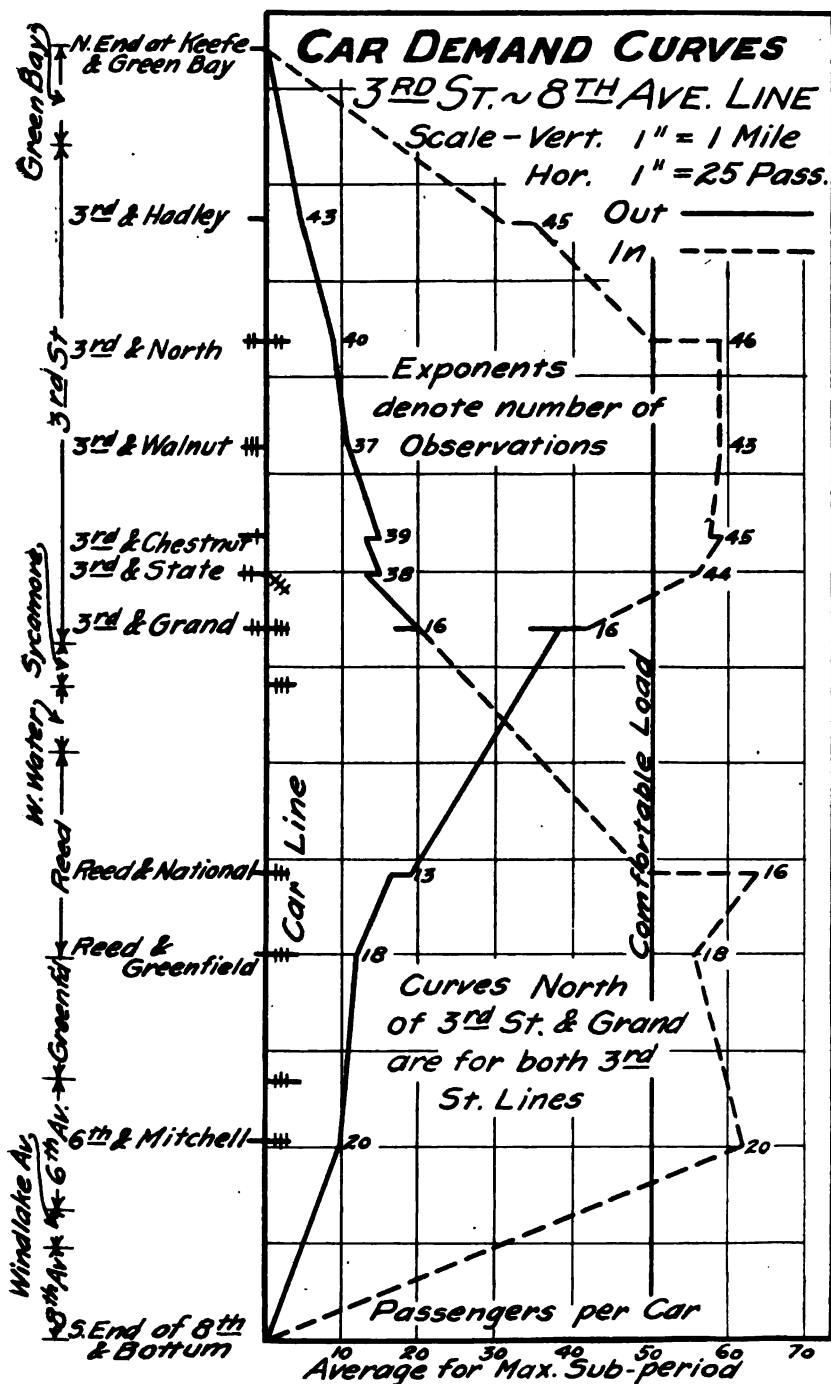 CAR DEMAND CURVES
3RD ST. ~ 8TH AVE. LINE
Scale - Vert. 1" = 1 Mile
Hor. 1" = 25 Pass.
Out
In
N. End at Keefe
& Green Bay
3rd & Hadley
3rd & North
3rd & Walnut
3rd & Chestnut
3rd & State
3rd & Grand
Reed & National
Reed &
Greenfield
6th & Mitchell
S. End of 8th
& Bottum
Green Bay
3rd St
Sycamore
W. Water
Reed
Greenf'd
6th Av.
Windlake Av.
8th Av
43
45
40
46
37
43
39
45
38
44
16
16
13
16
18
18
20
20
Exponents
denote number of
Observations
Car Line
Comfortable Load
Curves North
of 3rd St. & Grand
are for both 3rd
St. Lines
Passengers per Car
10 20 30 40 50 60 70
Average for Max. Sub-period